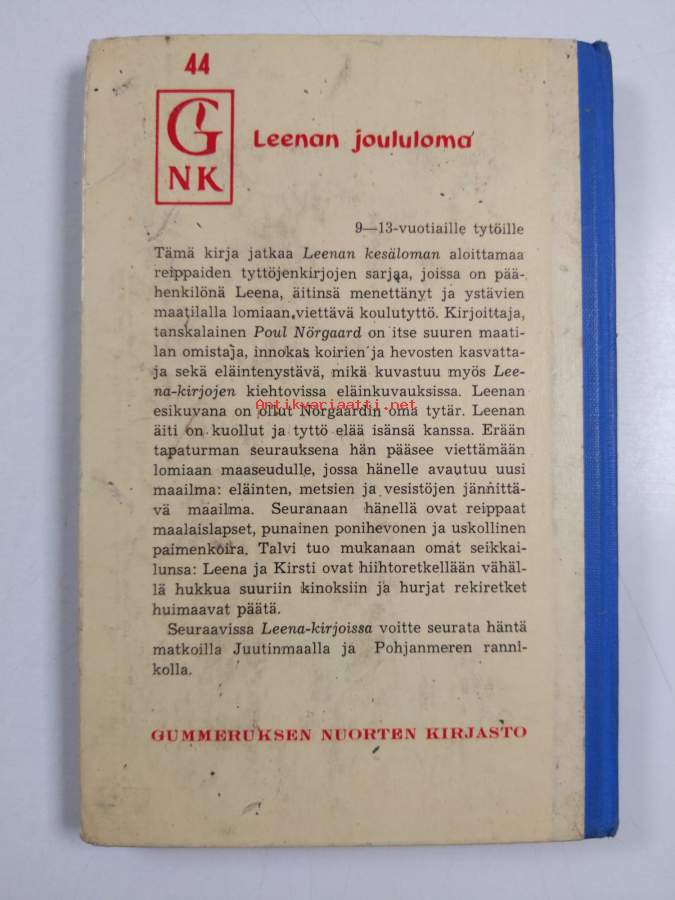 44
G
NK
Leenan joululoma
9—13-vuotiaille tytöille
Tämä kirja jatkaa Leenan kesäloman aloittamaa
reippaiden tyttöjenkirjojen sarjaa, joissa on pää-
henkilönä Leena, äitinsä menettänyt ja ystävien
maatilalla lomiaan viettävä koulutyttö. Kirjoittaja,
tanskalainen Poul Nörgaard on itse suuren maati-
lan omistaja, innokas koirien ja hevosten kasvatta-
ja sekä eläintenystävä, mikä kuvastuu myös Lee-
na-kirjojen kiehtovissa eläinkuvauksissa. Leenan
Antikvariaatti.net
esikuvana on ollut Nörgaardin oma tytär. Leenan
äiti on kuollut ja tyttö elää isänsä kanssa. Erään
tapaturman seurauksena hän pääsee viettämään
lomiaan maaseudulle, jossa hänelle avautuu uusi
maailma: eläinten, metsien ja vesistöjen jännittä-
vä maailma. Seuranaan hänellä ovat reippaat
maalaislapset, punainen ponihevonen ja uskollinen
paimenkoira. Talvi tuo mukanaan omat seikkai-
lunsa: Leena ja Kirsti ovat hiihtoretkellään vähäl-
lä hukkua suuriin kinoksiin ja hurjat rekiretket
huimaavat päätä.
Seuraavissa Leena-kirjoissa voitte seurata häntä
matkoilla Juutinmaalla ja Pohjanmeren ranni-
kolla.
GUMMERUKSEN NUORTEN KIRJASTO